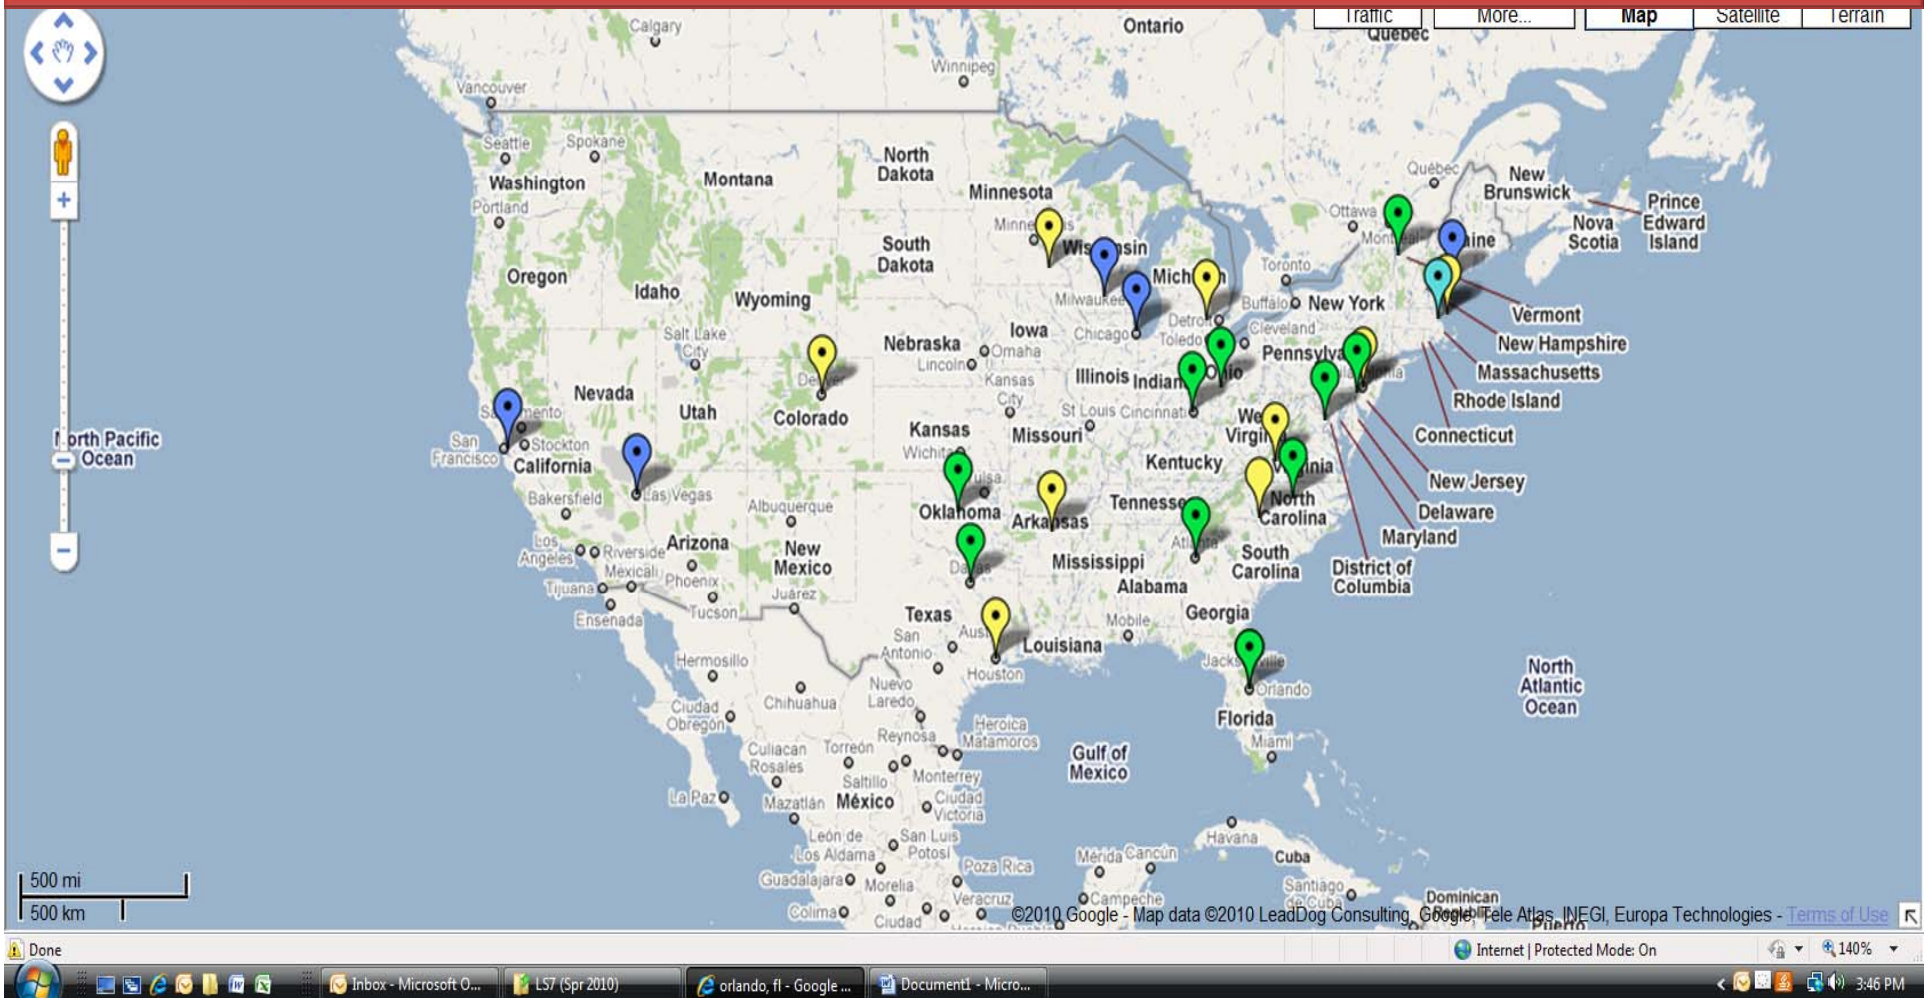 Traffic
More...
Map
Satellite
Terrain
Calgary
Ontario
Québec
Winnipeg
Vancouver
Seattle
Spokane
Washington
Montana
North
Dakota
Minnesota
Québec
New
Brunswick
Prince
Edward
Island
Nova
Scotia
Portland
Ottawa
South
Dakota
Oregon
Idaho
Wyoming
Toronto
Milwaukee
Buffalo
New York
Vermont
Salt Lake
City
Nebraska
Iowa
Omaha
Lincoln
Chicago
Detroit
Toledo
Cleveland
New Hampshire
Massachusetts
Rhode Island
Connecticut
New Jersey
Delaware
Maryland
District of
Columbia
Nevada
Utah
Colorado
Kansas
City
Illinois
St Louis
Cincinnati
Kansas
Missouri
Kentucky
San
Francisco
Stockton
California
Las Vegas
Ocean
Bakersfield
Albuquerque
Oklahoma
Arkansas
North
Carolina
Los
Angeles
Riverside
Arizona
New
Mexico
Mexicali
Phoenix
Tijuana
Tucson
Juárez
Ensenada
Mississippi
Alabama
South
Carolina
Georgia
Texas
San
Antonio
Houston
Louisiana
Mobile
Orlando
Florida
Miami
North
Atlantic
Ocean
Hermosillo
Chihuahua
Nuevo
Laredo
Ciudad
Obregón
Reynosa
Heroica
Matamoros
Gulf of
Mexico
Culiacan
Rosales
Torreón
Saltillo
Monterrey
La Paz
Mazatlán
México
Ciudad
Victoria
León de
Los Aldama
San Luis
Potosí
Poza Rica
Guadalajara
Morelia
Veracruz
Colima
Ciudad
Havana
Cuba
Mérida
Cancún
Campeche
Santiago
de Cuba
Dominican
500 mi
500 km
©2010 Google - Map data ©2010 LeadDog Consulting, Google, Tele Atlas, INEGI, Europa Technologies - Terms of Use
Done
Internet | Protected Mode: On
140%
Inbox - Microsoft O...
LS7 (Spr 2010)
orlando, fl - Google ...
Document1 - Micro...
3:46 PM